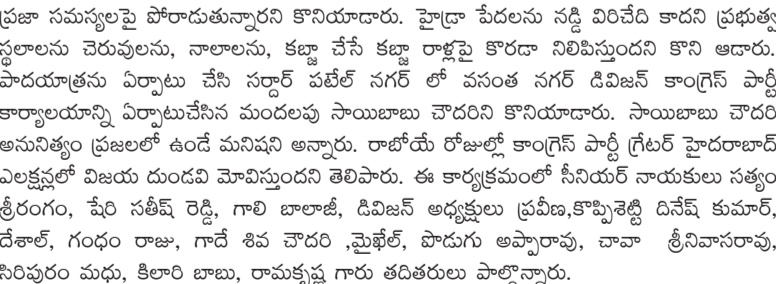 ప్రజా సమస్యలపై పోరాడుతున్నారని కొనియాడారు. హైడ్రా పేదలను నడ్డి విరిచేది కాదని ప్రభుత్వ
స్థలాలను చెరువులను, నాలాలను, కబ్జా చేసే కబ్జా రాళ్లపై కొరడా నిలిపిస్తుందని కొని ఆడారు.
పాదయాత్రను ఏర్పాటు చేసి సర్దార్ పటేల్ నగర్ లో వసంత నగర్ డివిజన్ కాంగ్రెస్ పార్టీ
కార్యాలయాన్ని ఏర్పాటుచేసిన మందలపు సాయిబాబు చౌదరిని కొనియాడారు. సాయిబాబు చౌదరి
అనునిత్యం ప్రజలలో ఉండే మనిషని అన్నారు. రాబోయే రోజుల్లో కాంగ్రెస్ పార్టీ గ్రేటర్ హైదరాబాద్
ఎలక్షన్లలో విజయ దుండవి మోవిస్తుందని తెలిపారు. ఈ కార్యక్రమంలో సీనియర్ నాయకులు సత్యం
శ్రీరంగం, షేరి సతీష్ రెడ్డి, గాలి బాలాజీ, డివిజన్ అధ్యక్షులు ప్రవీణ,కొప్పిశెట్టి దినేష్ కుమార్,
దేశాల్, గంధం రాజు, గాదే శివ చౌదరి ,మైఖేల్, పొడుగు అప్పారావు, చావా శ్రీనివాసరావు,
సిరిపురం మధు, కిలారి బాబు, రామకృష్ణ గారు తదితరులు పాల్గొన్నారు.